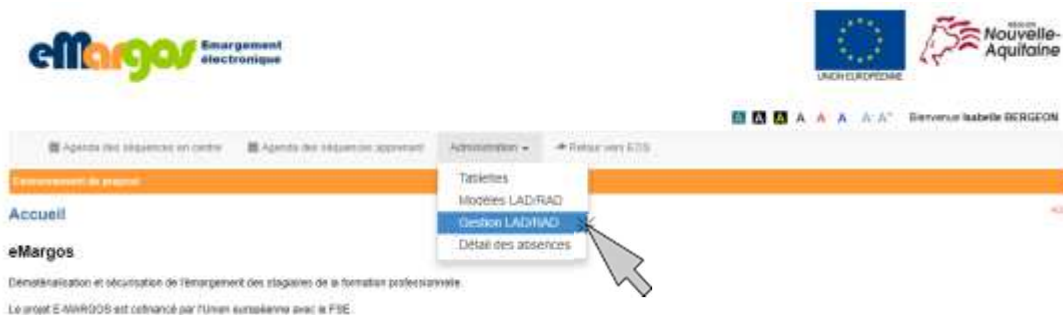 eMargos Emargement
électronique
RÉGION
Nouvelle-
Aquitaine
UNION EUROPÉENNE
A A A A A A A- A+ Bienvenue Isabelle BERGEON
Agenda des séquences en centre Agenda des séquences apprenant Administration Retour vers EOS
Environnement de preprod
Tablettes
Modèles LAD/RAD
Gestion LAD/RAD
Détail des absences
Accueil
eMargos
Dématérialisation et sécurisation de l'émargement des stagiaires de la formation professionnelle.
Le projet E-MARGOS est cofinancé par l'Union européenne avec le FSE